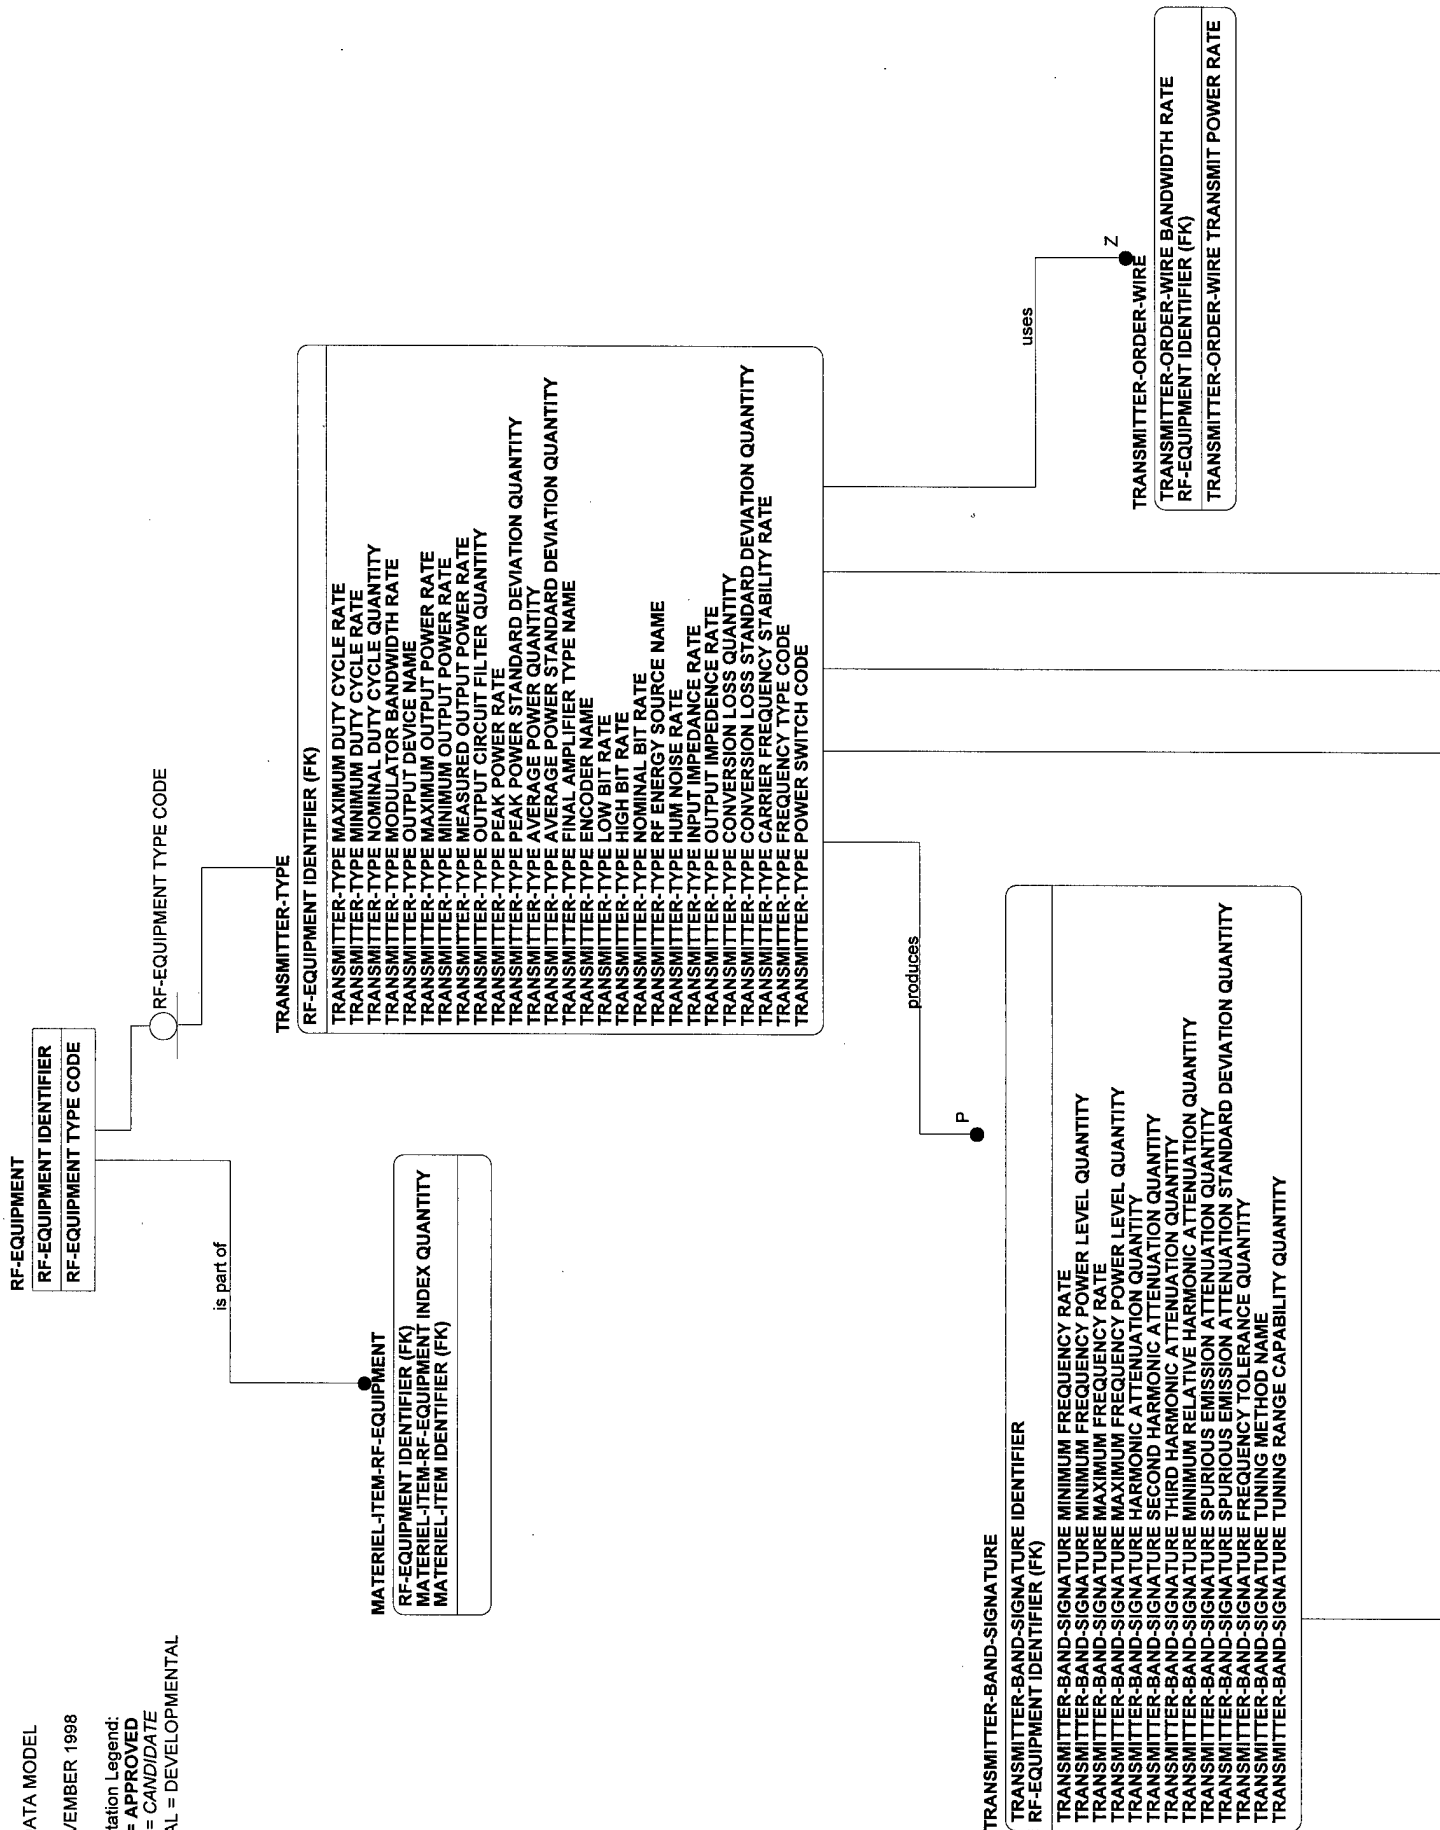 ATA MODEL
VEMBER 1998
tation Legend:
= APPROVED
= CANDIDATE
AL = DEVELOPMENTAL
RF-EQUIPMENT
RF-EQUIPMENT IDENTIFIER
RF-EQUIPMENT TYPE CODE
is part of
RF-EQUIPMENT TYPE CODE
MATERIEL-ITEM-RF-EQUIPMENT
RF-EQUIPMENT IDENTIFIER (FK)
MATERIEL-ITEM-RF-EQUIPMENT INDEX QUANTITY
MATERIEL-ITEM IDENTIFIER (FK)
TRANSMITTER-TYPE
RF-EQUIPMENT IDENTIFIER (FK)
TRANSMITTER-TYPE MAXIMUM DUTY CYCLE RATE
TRANSMITTER-TYPE MINIMUM DUTY CYCLE RATE
TRANSMITTER-TYPE NOMINAL DUTY CYCLE QUANTITY
TRANSMITTER-TYPE MODULATOR BANDWIDTH RATE
TRANSMITTER-TYPE OUTPUT DEVICE NAME
TRANSMITTER-TYPE MAXIMUM OUTPUT POWER RATE
TRANSMITTER-TYPE MINIMUM OUTPUT POWER RATE
TRANSMITTER-TYPE MEASURED OUTPUT POWER RATE
TRANSMITTER-TYPE OUTPUT CIRCUIT FILTER QUANTITY
TRANSMITTER-TYPE PEAK POWER RATE
TRANSMITTER-TYPE PEAK POWER STANDARD DEVIATION QUANTITY
TRANSMITTER-TYPE AVERAGE POWER QUANTITY
TRANSMITTER-TYPE AVERAGE POWER STANDARD DEVIATION QUANTITY
TRANSMITTER-TYPE FINAL AMPLIFIER TYPE NAME
TRANSMITTER-TYPE ENCODER NAME
TRANSMITTER-TYPE LOW BIT RATE
TRANSMITTER-TYPE HIGH BIT RATE
TRANSMITTER-TYPE NOMINAL BIT RATE
TRANSMITTER-TYPE RF ENERGY SOURCE NAME
TRANSMITTER-TYPE HUM NOISE RATE
TRANSMITTER-TYPE INPUT IMPEDANCE RATE
TRANSMITTER-TYPE OUTPUT IMPEDENCE RATE
TRANSMITTER-TYPE CONVERSION LOSS QUANTITY
TRANSMITTER-TYPE CONVERSION LOSS STANDARD DEVIATION QUANTITY
TRANSMITTER-TYPE CARRIER FREQUENCY STABILITY RATE
TRANSMITTER-TYPE FREQUENCY TYPE CODE
TRANSMITTER-TYPE POWER SWITCH CODE
produces
P
uses
Z
TRANSMITTER-BAND-SIGNATURE
TRANSMITTER-BAND-SIGNATURE IDENTIFIER
RF-EQUIPMENT IDENTIFIER (FK)
TRANSMITTER-BAND-SIGNATURE MINIMUM FREQUENCY RATE
TRANSMITTER-BAND-SIGNATURE MINIMUM FREQUENCY POWER LEVEL QUANTITY
TRANSMITTER-BAND-SIGNATURE MAXIMUM FREQUENCY RATE
TRANSMITTER-BAND-SIGNATURE MAXIMUM FREQUENCY POWER LEVEL QUANTITY
TRANSMITTER-BAND-SIGNATURE HARMONIC ATTENUATION QUANTITY
TRANSMITTER-BAND-SIGNATURE SECOND HARMONIC ATTENUATION QUANTITY
TRANSMITTER-BAND-SIGNATURE THIRD HARMONIC ATTENUATION QUANTITY
TRANSMITTER-BAND-SIGNATURE MINIMUM RELATIVE HARMONIC ATTENUATION QUANTITY
TRANSMITTER-BAND-SIGNATURE SPURIOUS EMISSION ATTENUATION QUANTITY
TRANSMITTER-BAND-SIGNATURE SPURIOUS EMISSION ATTENUATION STANDARD DEVIATION QUANTITY
TRANSMITTER-BAND-SIGNATURE FREQUENCY TOLERANCE QUANTITY
TRANSMITTER-BAND-SIGNATURE TUNING METHOD NAME
TRANSMITTER-BAND-SIGNATURE TUNING RANGE CAPABILITY QUANTITY
TRANSMITTER-ORDER-WIRE
TRANSMITTER-ORDER-WIRE BANDWIDTH RATE
RF-EQUIPMENT IDENTIFIER (FK)
TRANSMITTER-ORDER-WIRE TRANSMIT POWER RATE